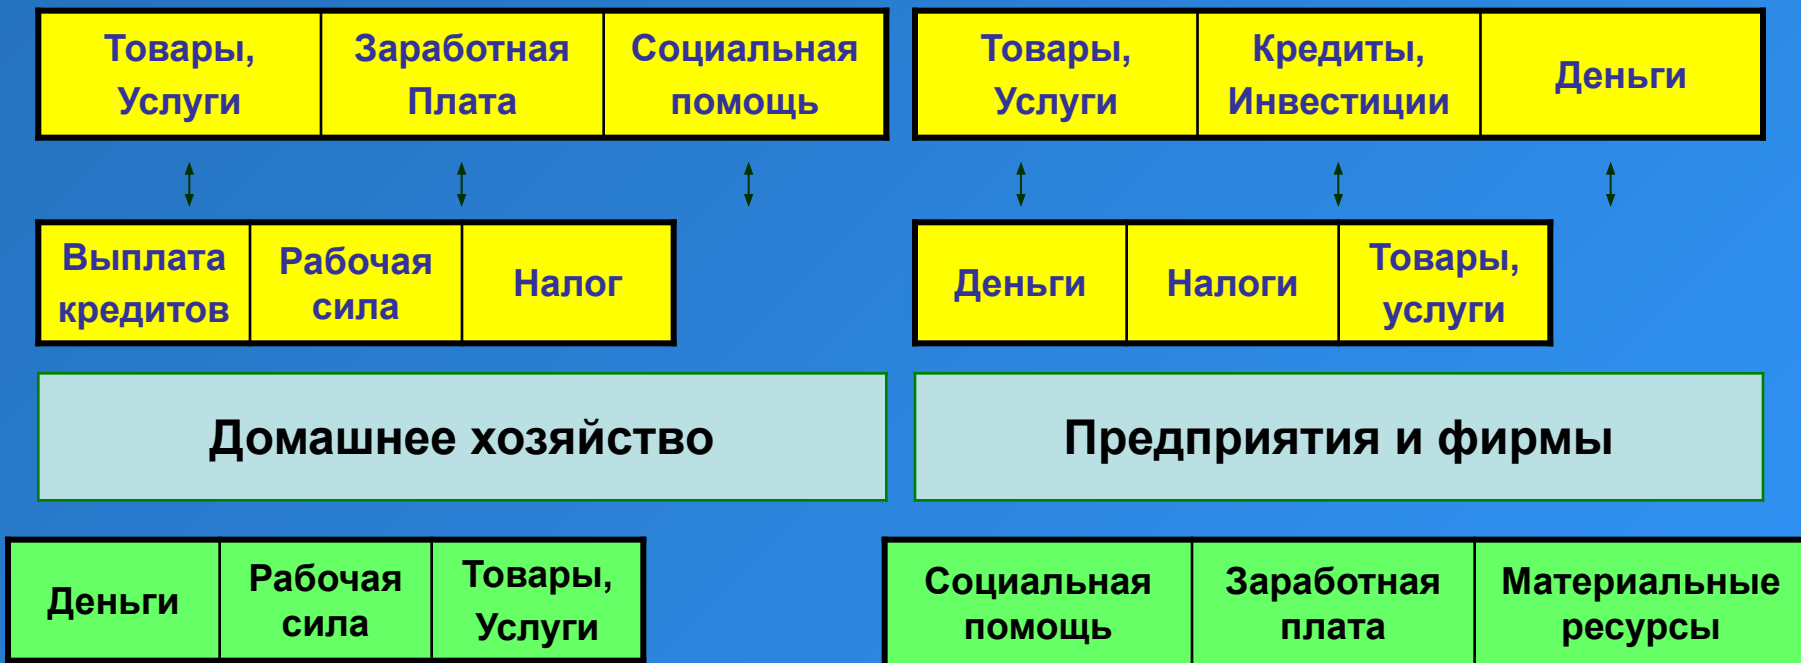 Товары,
Услуги
Заработная
Плата
Социальная
помощь
Товары,
Услуги
Кредиты,
Инвестиции
Деньги
Выплата
кредитов
Рабочая
сила
Налог
Деньги
Налоги
Товары,
услуги
Домашнее хозяйство
Предприятия и фирмы
Деньги
Рабочая
сила
Товары,
Услуги
Социальная
помощь
Заработная
плата
Материальные
ресурсы